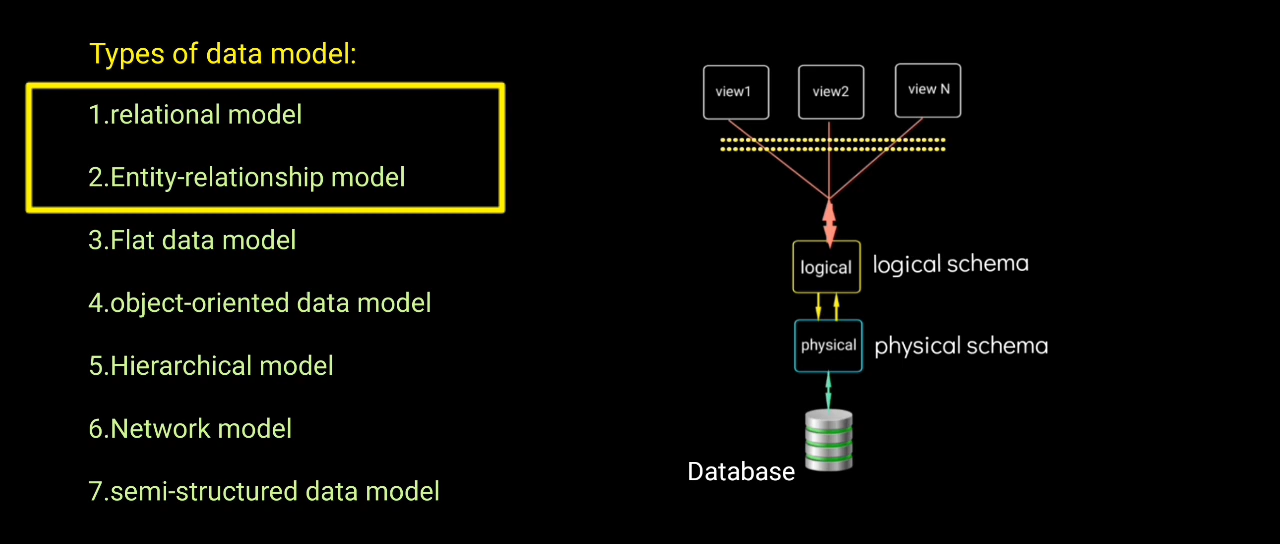 Types of data model:
1.relational model
2.Entity-relationship model
3.Flat data model
4.object-oriented data model
5.Hierarchical model
6.Network model
7.semi-structured data model
view1
view2
view N
logical
logical schema
physical
physical schema
Database